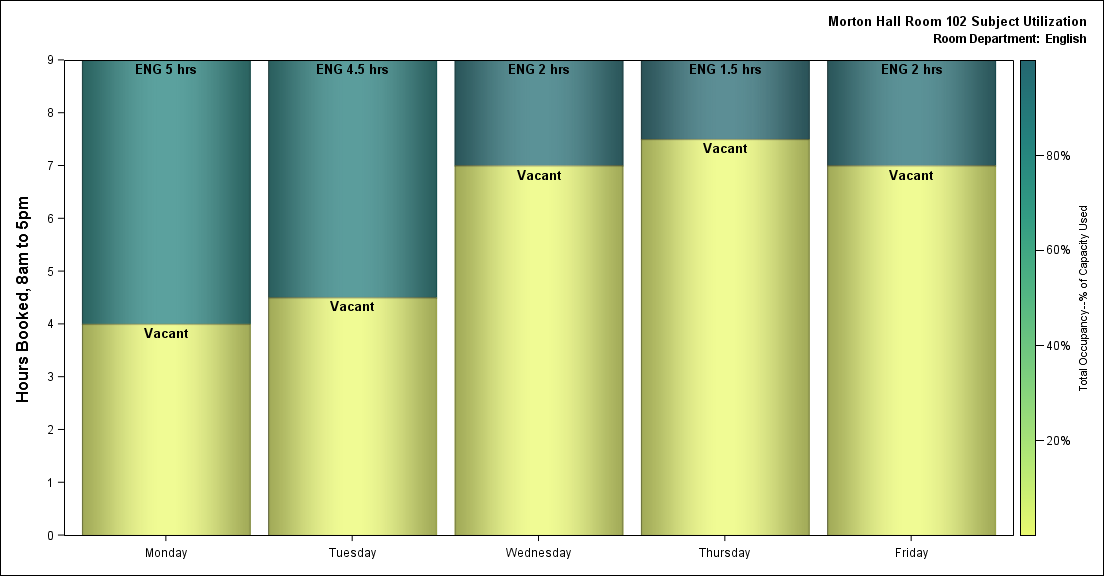 Morton Hall Room 102 Subject Utilization
Room Department: English
Hours Booked, 8am to 5pm
9
8
7
6
5
4
3
2
1
0
ENG 5 hrs
Vacant
ENG 4.5 hrs
Vacant
ENG 2 hrs
Vacant
ENG 1.5 hrs
Vacant
ENG 2 hrs
Vacant
Monday
Tuesday
Wednesday
Thursday
Friday
80%
60%
40%
20%
Total Occupancy--% of Capacity Used